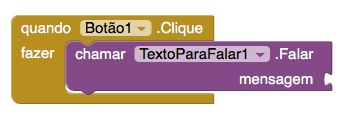 quando Botão1 .Clique
fazer chamar TextoParaFalar1 .Falar
mensagem